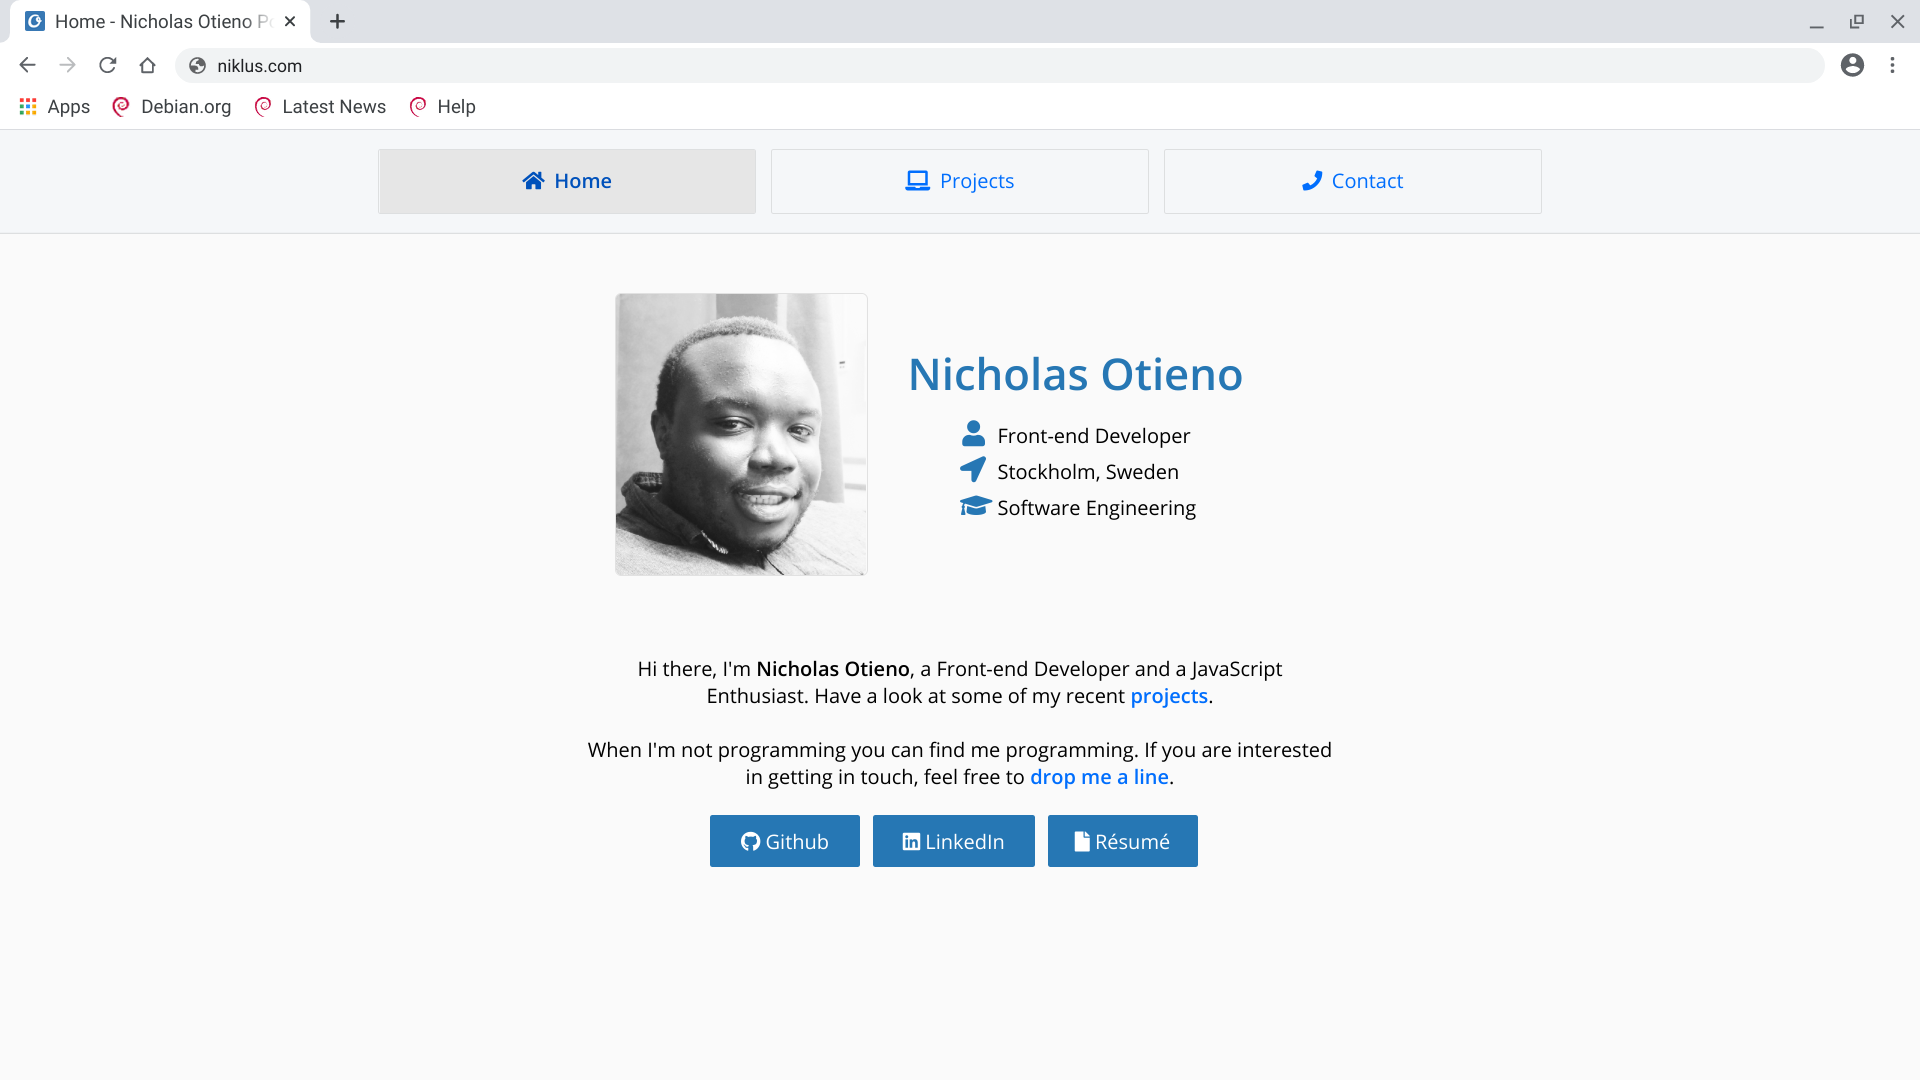 Home - Nicholas Otieno Po
niklus.com
Apps Debian.org Latest News Help
Home Projects Contact
Nicholas Otieno
Front-end Developer
Stockholm, Sweden
Software Engineering
Hi there, I'm Nicholas Otieno, a Front-end Developer and a JavaScript
Enthusiast. Have a look at some of my recent projects.
When I'm not programming you can find me programming. If you are interested
in getting in touch, feel free to drop me a line.
Github LinkedIn Résumé